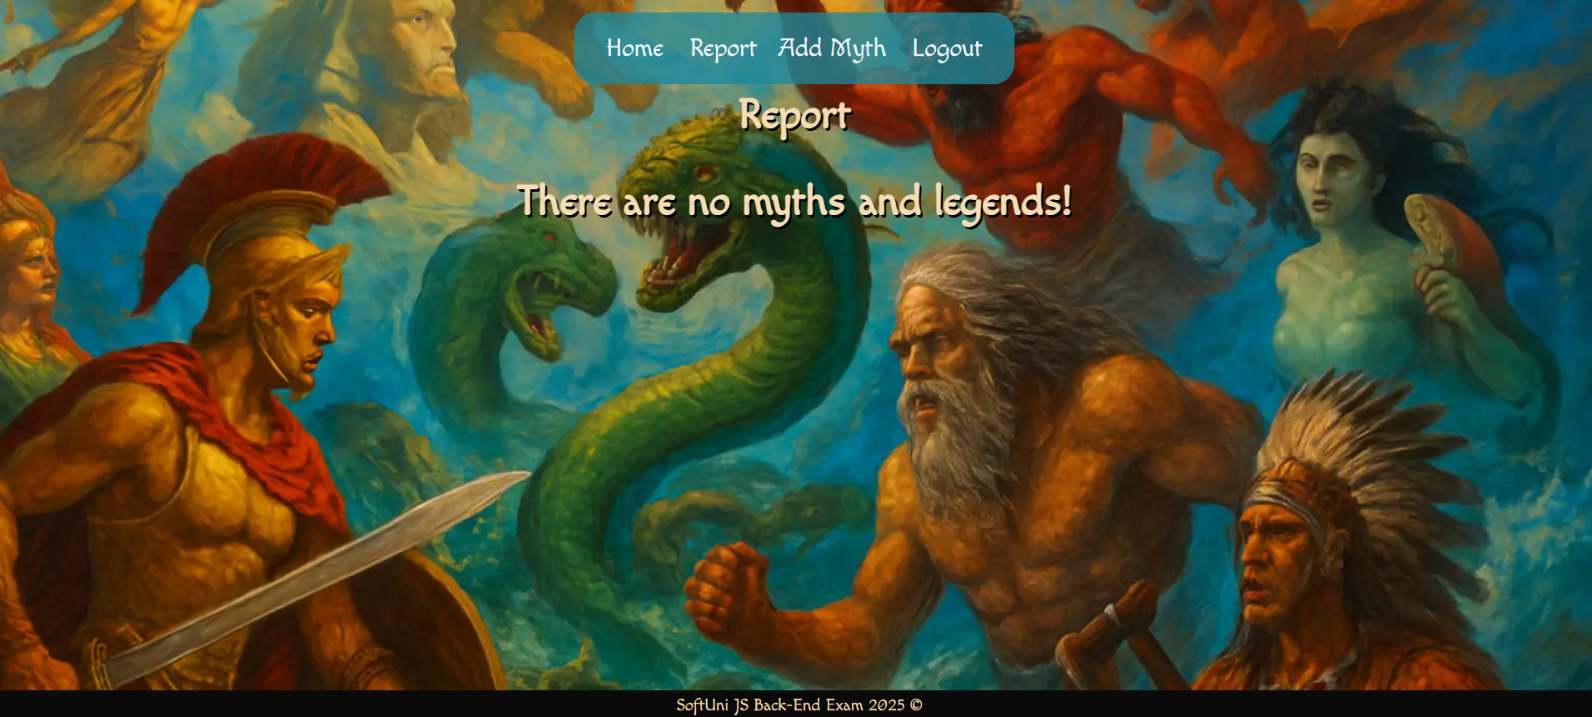 Home Report Add Myth Logout
Report
There are no myths and legends!
SoftUni JS Back-End Exam 2025 ©